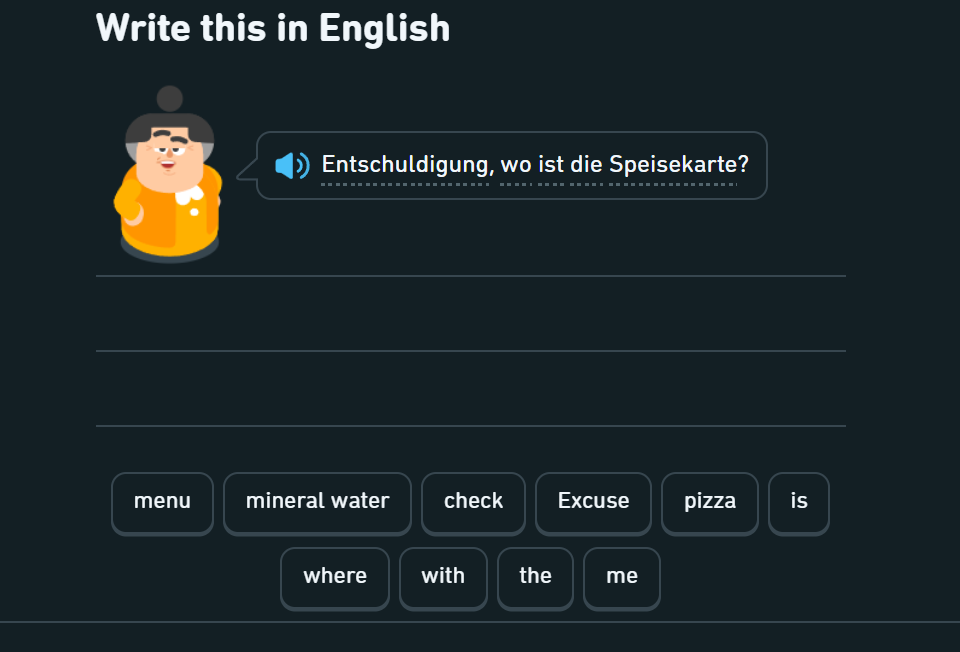 Write this in English
Entschuldigung, wo ist die Speisekarte?
menu mineral water check Excuse pizza is
where with the me